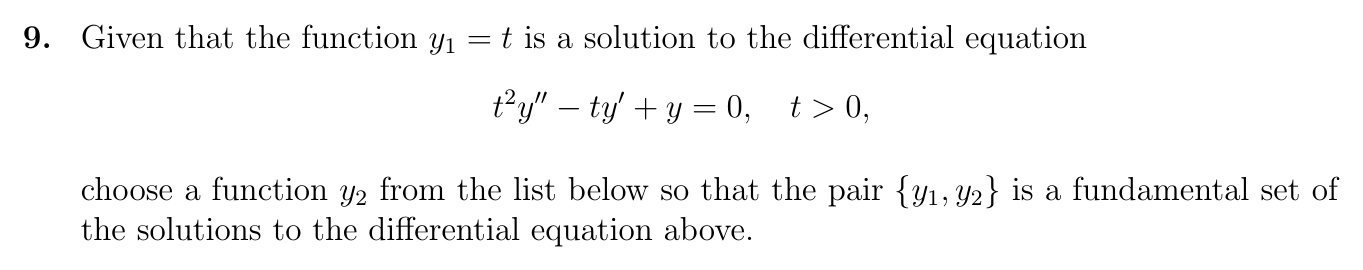 9. Given that the function y₁ = t is a solution to the differential equation
t²y″ − ty′ + y = 0, t > 0,
choose a function y₂ from the list below so that the pair {y₁, y₂} is a fundamental set of
the solutions to the differential equation above.